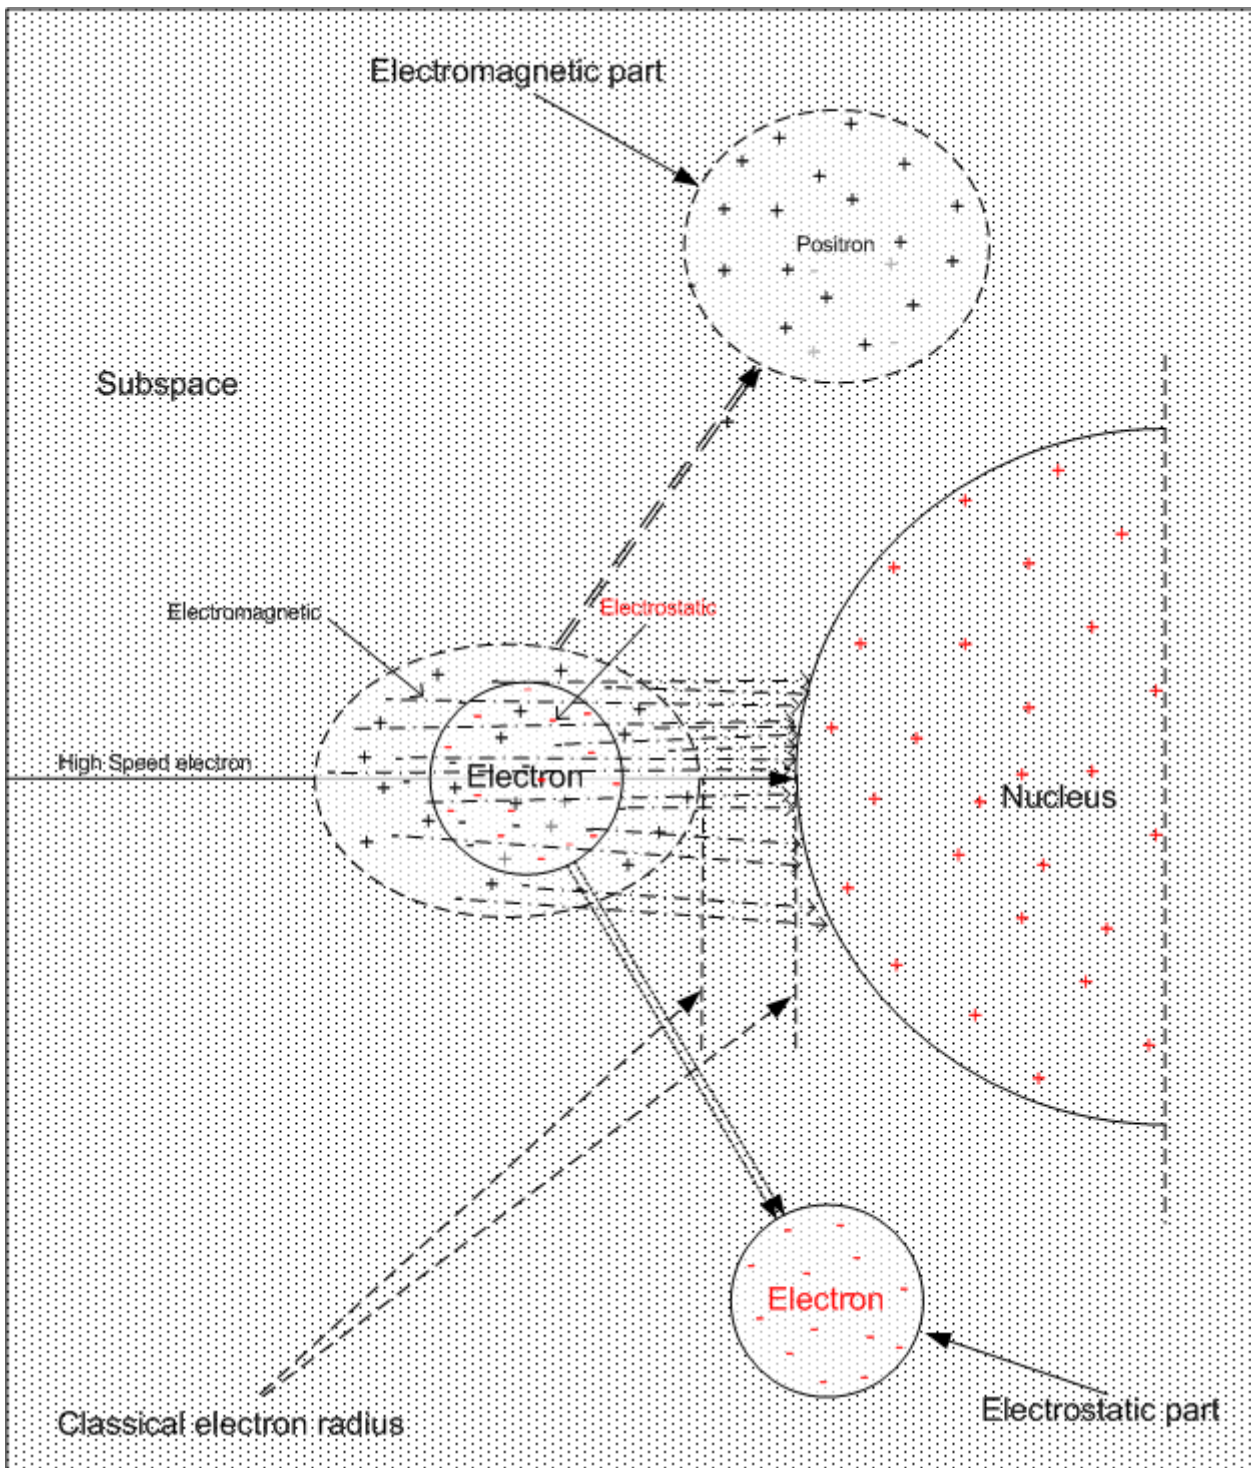 Electromagnetic part
Positron
Subspace
Electromagnetic
Electrostatic
High Speed electron
Electron
Nucleus
Electron
Classical electron radius
Electrostatic part